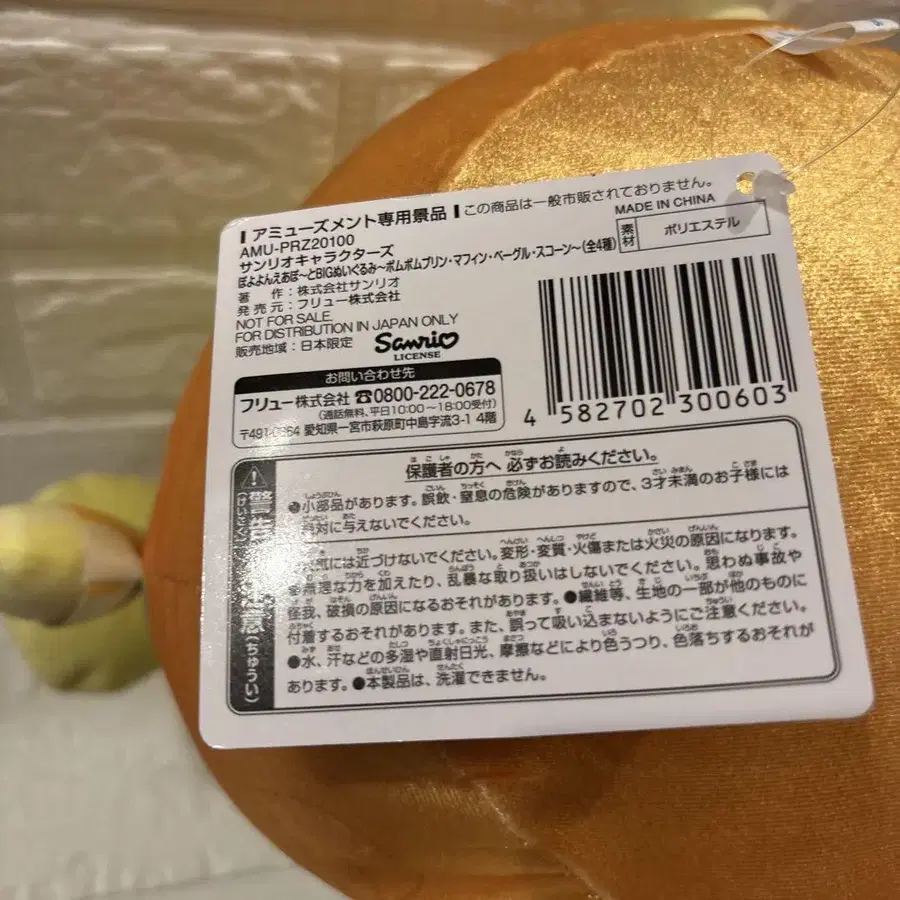 アミューズメント専用景品 この商品は一般市販されておりません。
AMU-PRZ20100
MADE IN CHINA
サンリオキャラクターズ
素材 ポリエステル
ぽよよんえあぽ〜とBIGぬいぐるみ〜ポムポムプリン・マフィン・ベーグル・スコーン〜(全4種)
著作:株式会社サンリオ
発売元:フリュー株式会社
NOT FOR SALE.
FOR DISTRIBUTION IN JAPAN ONLY
販売地域:日本限定
Sanrio
LICENSE
お問い合わせ先
フリュー株式会社 ☎0800-222-0678
(通話無料、平日10:00〜18:00受付)
愛知県一宮市萩原町中島字流3-1 4階
4 582702 300603
警告 (けいこく)
(ちゅうい)
保護者の方へ 必ずお読みください。
●小部品があります。誤飲・窒息の危険がありますので、3才未満のお子様には
対に与えないでください。
気には近づけないでください。変形・変質・火傷または火災の原因になります。
無理な力を加えたり、乱暴な取り扱いはしないでください。思わぬ事故や
怪我、破損の原因になるおそれがあります。●繊維等、生地の一部が他のものに
付着するおそれがあります。また、誤って吸い込まないようにご注意ください。
●水、汗などの多湿や直射日光、摩擦などにより色うつり、色落ちするおそれが
あります。●本製品は、洗濯できません。